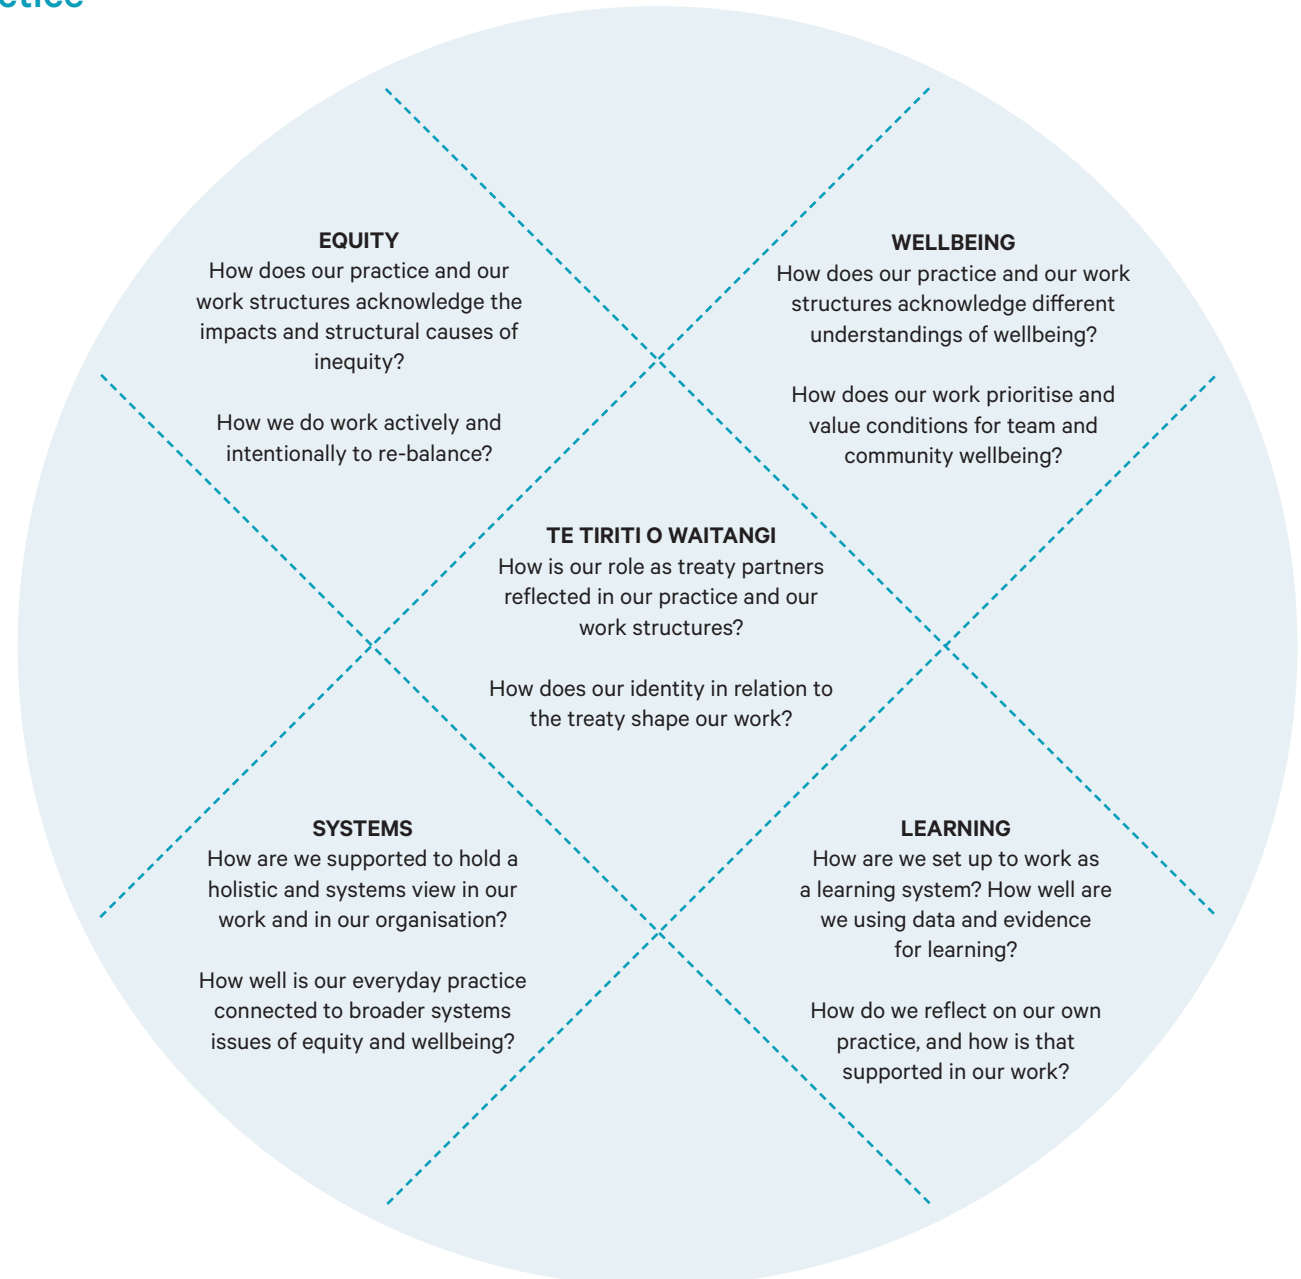 EQUITY
How does our practice and our
work structures acknowledge the
impacts and structural causes of
inequity?
How we do work actively and
intentionally to re-balance?
WELLBEING
How does our practice and our work
structures acknowledge different
understandings of wellbeing?
How does our work prioritise and
value conditions for team and
community wellbeing?
TE TIRITI O WAITANGI
How is our role as treaty partners
reflected in our practice and our
work structures?
How does our identity in relation to
the treaty shape our work?
SYSTEMS
How are we supported to hold a
holistic and systems view in our
work and in our organisation?
How well is our everyday practice
connected to broader systems
issues of equity and wellbeing?
LEARNING
How are we set up to work as
a learning system? How well are
we using data and evidence
for learning?
How do we reflect on our own
practice, and how is that
supported in our work?